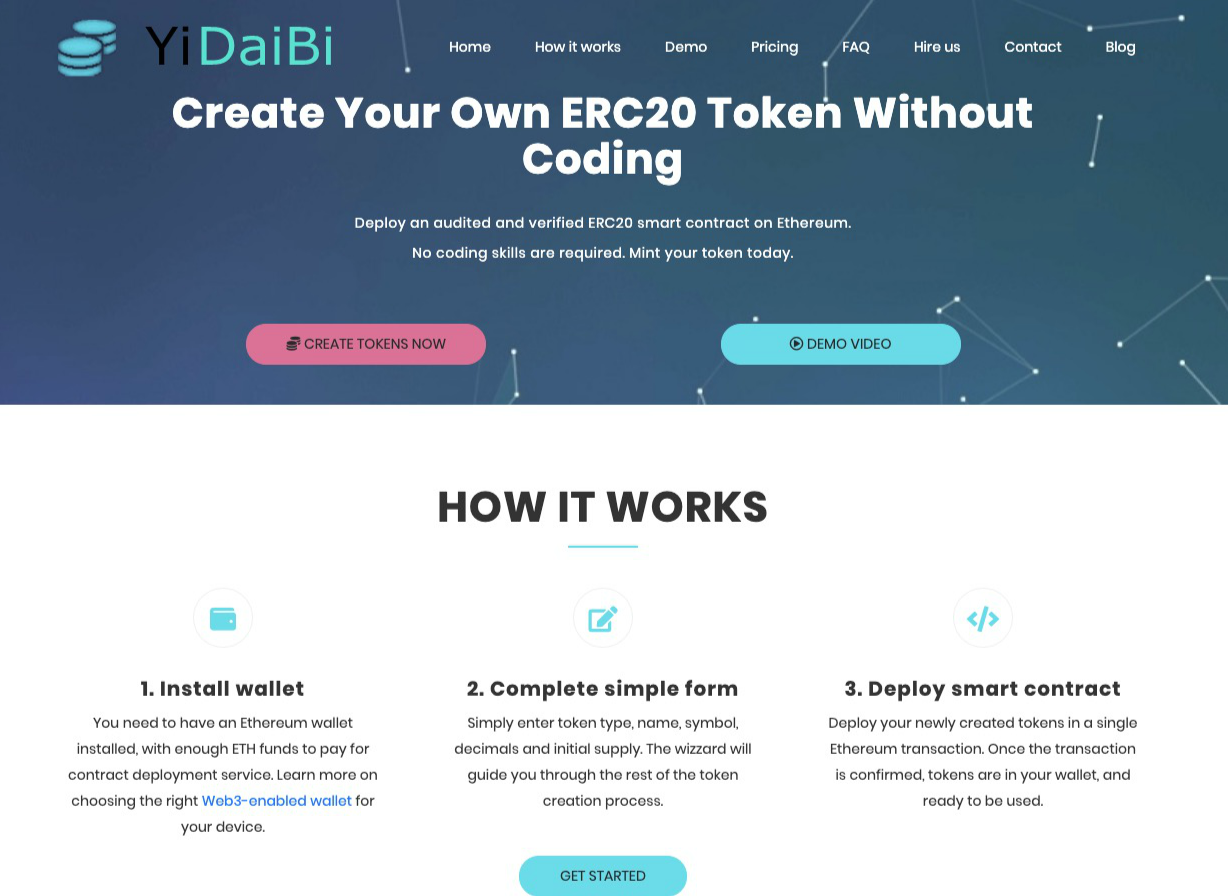 YiDaiBi
Home How it works Demo Pricing FAQ Hire us Contact Blog
Create Your Own ERC20 Token Without
Coding
Deploy an audited and verified ERC20 smart contract on Ethereum.
No coding skills are required. Mint your token today.
CREATE TOKENS NOW
DEMO VIDEO
HOW IT WORKS
1. Install wallet
You need to have an Ethereum wallet
installed, with enough ETH funds to pay for
contract deployment service. Learn more on
choosing the right Web3-enabled wallet for
your device.
2. Complete simple form
Simply enter token type, name, symbol,
decimals and initial supply. The wizzard will
guide you through the rest of the token
creation process.
3. Deploy smart contract
Deploy your newly created tokens in a single
Ethereum transaction. Once the transaction
is confirmed, tokens are in your wallet, and
ready to be used.
GET STARTED